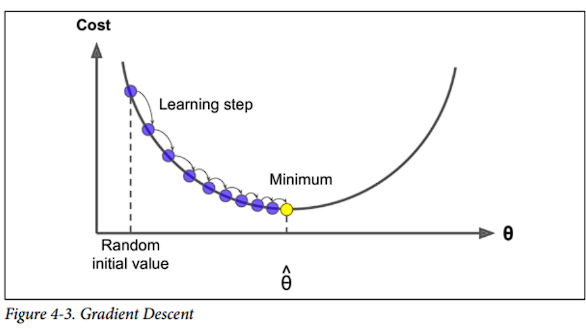 Cost
Learning step
Minimum
θ
Random
initial value
θ̂
Figure 4-3. Gradient Descent